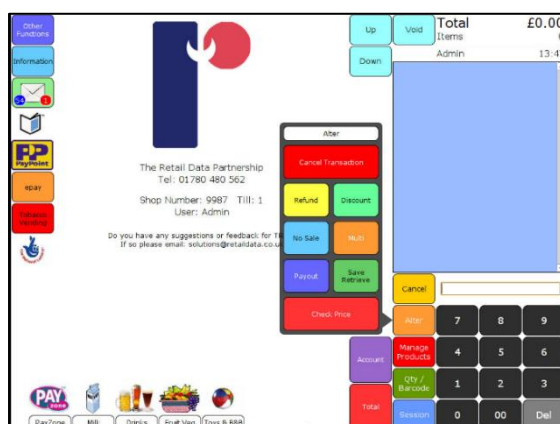 Other
Functions
Up
Void
Total
£0.00
Items
Information
Down
Admin
13:4
54
1
PP
PayPoint
epay
Tobacco
Vending
The Retail Data Partnership
Tel: 01780 480 562
Shop Number: 9987 Till: 1
User: Admin
Do you have any suggestions or feedback for
If so please email: solutions@retaildata.co.u
Alter
Cancel Transaction
Refund
Discount
No Sale
Multi
Payout
Save
Retrieve
Check Price
Cancel
Alter
7
8
9
Account
Manage
Products
4
5
6
Qty /
Barcode
1
2
3
Total
Session
0
00
Del
PAY
PayZone
Milk
Drinks
Fruit Veg
Toys & BBB